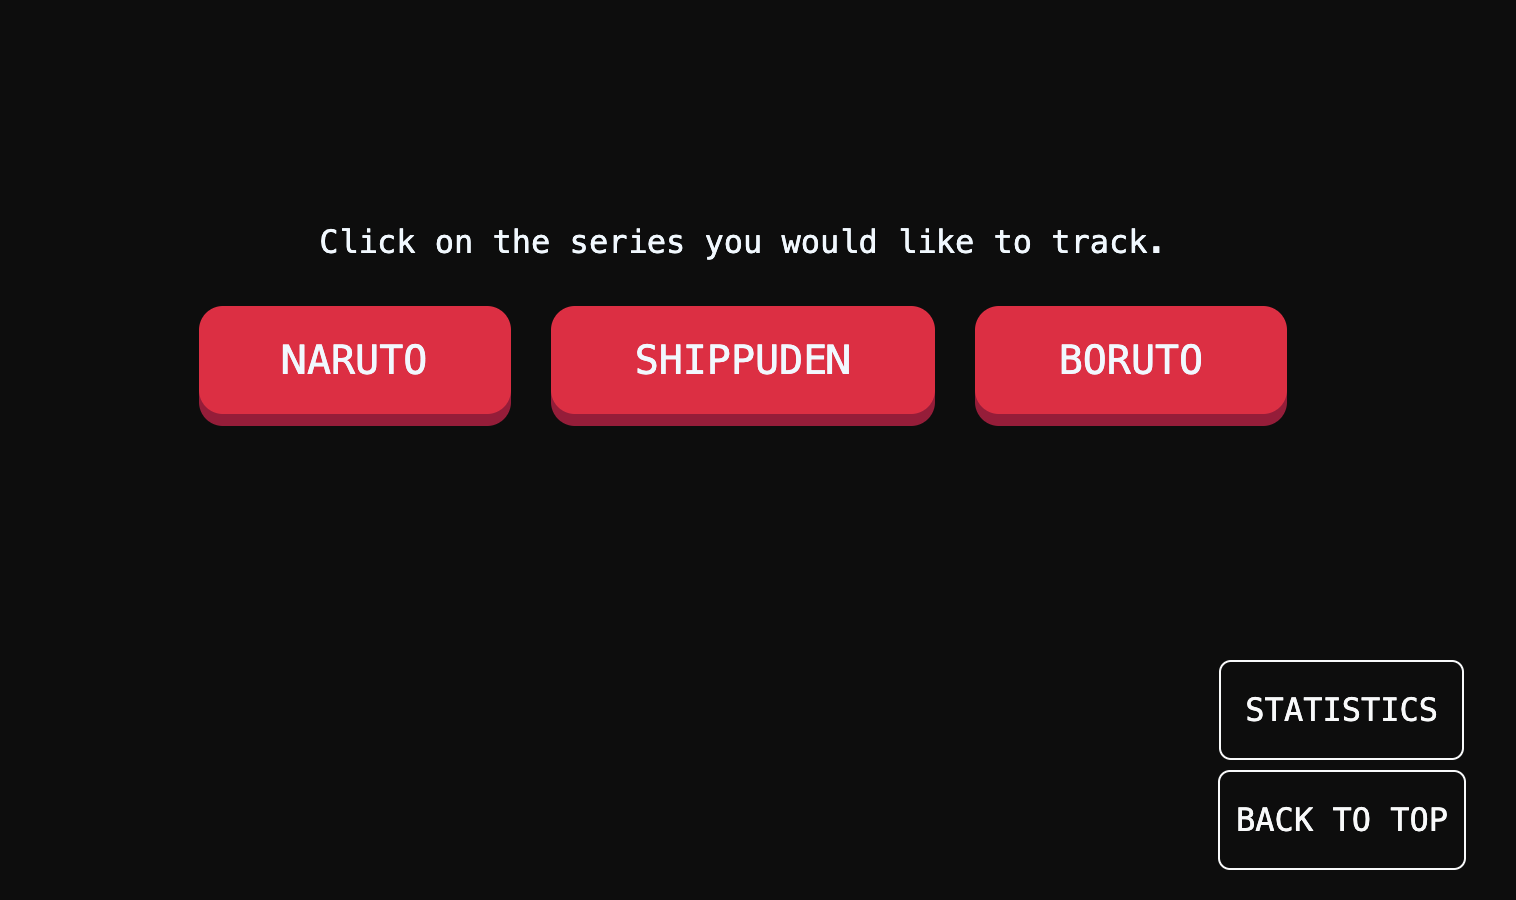 Click on the series you would like to track.
NARUTO SHIPPUDEN BORUTO
STATISTICS
BACK TO TOP